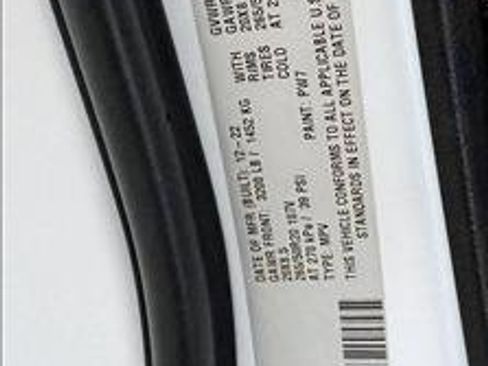 GVWR
DATE OF MFR (BUILT): 12-22
GAWR FRONT: 3200 LB / 1452 KG WITH GAWR
20X8.5 RIMS 20X8
265/50R20 107V TIRES 265/5
AT 270 kPa / 39 PSI COLD AT 2
TYPE: MPV PAINT: PW7
THIS VEHICLE CONFORMS TO ALL APPLICABLE U.S
STANDARDS IN EFFECT ON THE DATE OF